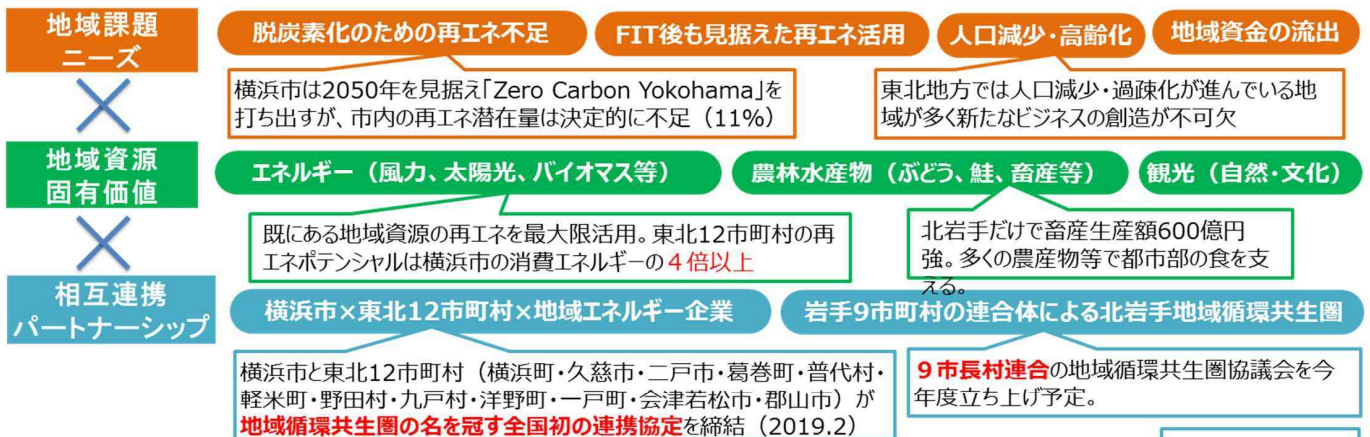 地域課題
ニーズ
脱炭素化のための再エネ不足
FIT後も見据えた再エネ活用
人口減少・高齢化
地域資金の流出
横浜市は2050年を見据え「Zero Carbon Yokohama」を
打ち出すが、市内の再エネ潜在量は決定的に不足（11%）
東北地方では人口減少・過疎化が進んでいる地
域が多く新たなビジネスの創造が不可欠
地域資源
固有価値
エネルギー（風力、太陽光、バイオマス等）
農林水産物（ぶどう、鮭、畜産等）
観光（自然・文化）
既にある地域資源の再エネを最大限活用。東北12市町村の再
エネポテンシャルは横浜市の消費エネルギーの４倍以上
北岩手だけで畜産生産額600億円
強。多くの農産物等で都市部の食を支
える。
相互連携
パートナーシップ
横浜市×東北12市町村×地域エネルギー企業
岩手9市町村の連合体による北岩手地域循環共生圏
横浜市と東北12市町村（横浜町・久慈市・二戸市・葛巻町・普代村・
軽米町・野田村・九戸村・洋野町・一戸町・会津若松市・郡山市）が
地域循環共生圏の名を冠す全国初の連携協定を締結（2019.2）
９市長村連合の地域循環共生圏協議会を今
年度立ち上げ予定。